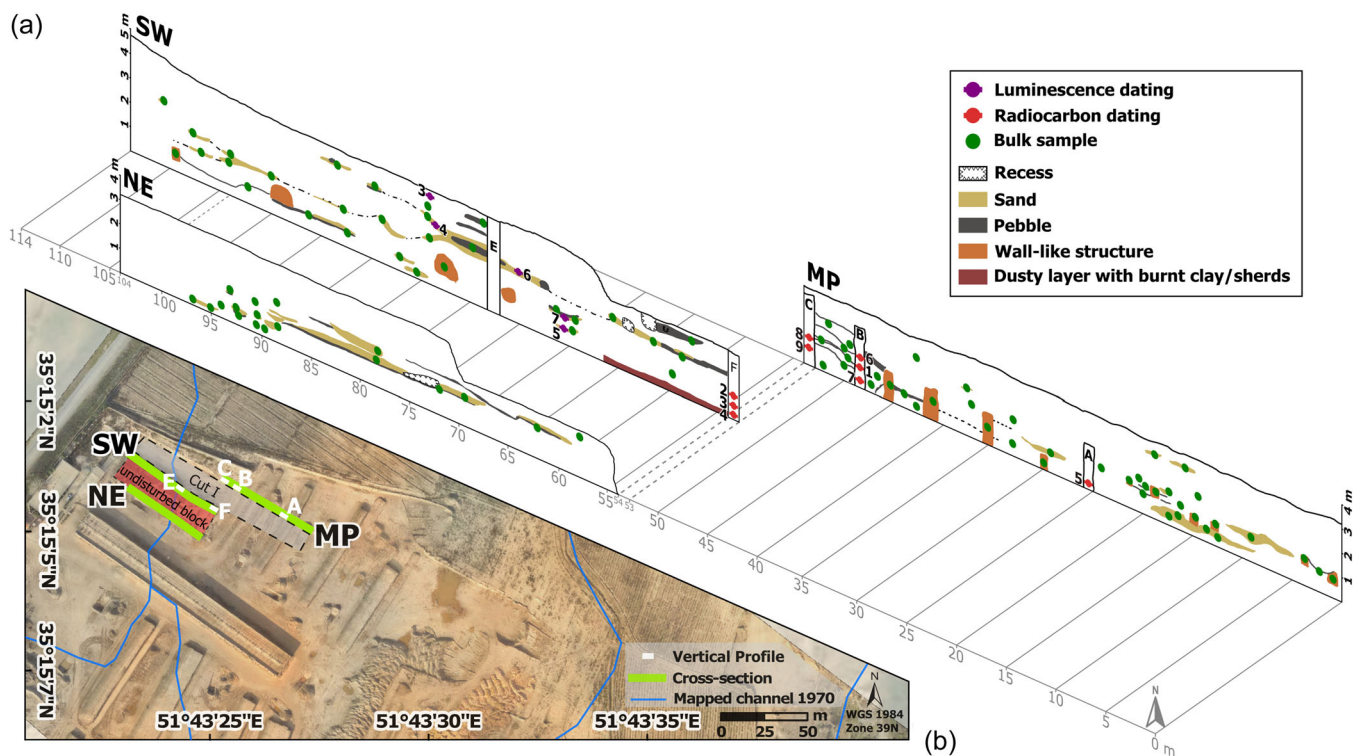 (a)
SW
5 m
4
3
2
1
NE
4 m
3
2
1
3
4
E
6
7
5
F
2
3
4
MP
C
8
9
B
6
1
7
A
5
4 m
3
2
1
Luminescence dating
Radiocarbon dating
Bulk sample
Recess
Sand
Pebble
Wall-like structure
Dusty layer with burnt clay/sherds
114
110
105
104
100
95
90
85
80
75
70
65
60
55
54
53
50
45
40
35
30
25
20
15
10
5
0 m
N
(b)
35°15'2"N
35°15'5"N
35°15'7"N
SW
NE
E
F
C
B
A
MP
Cut I
undisturbed block
Vertical Profile
Cross-section
Mapped channel 1970
0 25 50 m
N
WGS 1984
Zone 39N
51°43'25"E
51°43'30"E
51°43'35"E